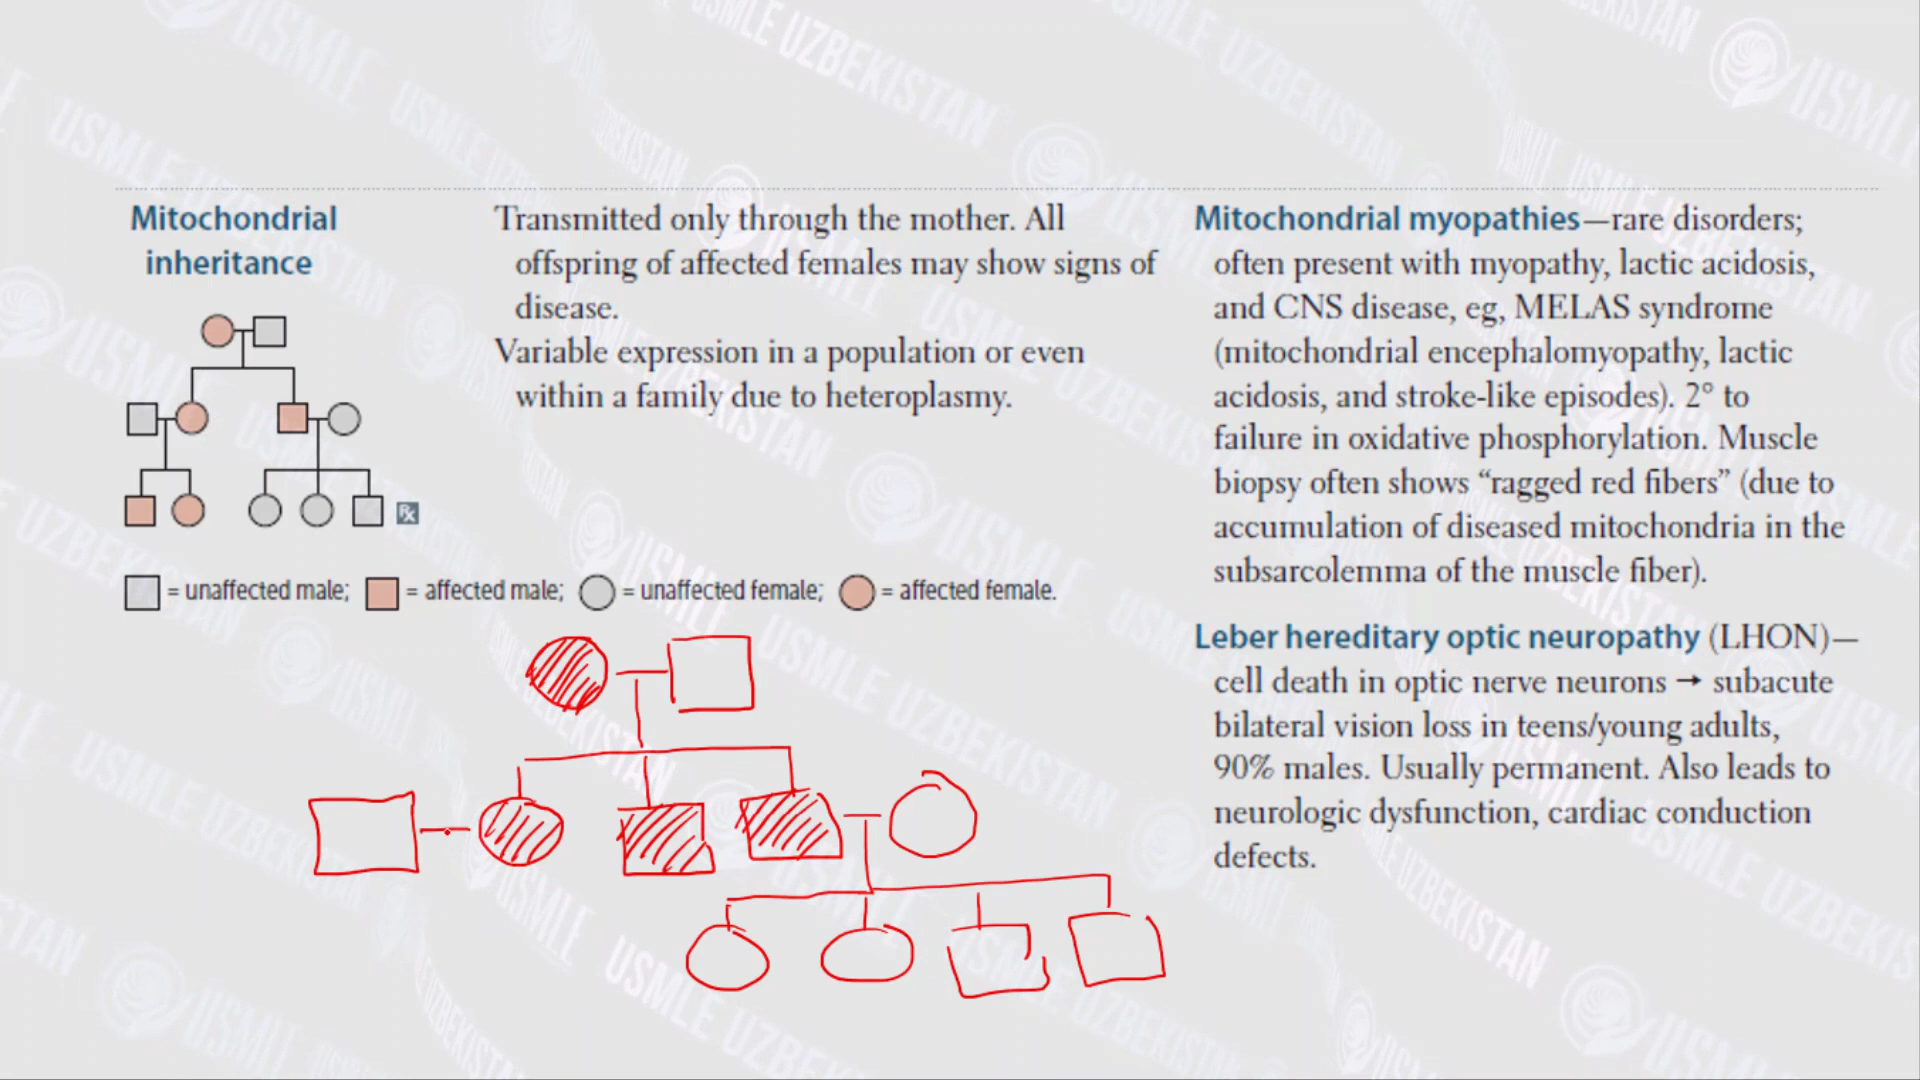 Mitochondrial
inheritance
Transmitted only through the mother. All
offspring of affected females may show signs of
disease.
Variable expression in a population or even
within a family due to heteroplasmy.
Mitochondrial myopathies—rare disorders;
often present with myopathy, lactic acidosis,
and CNS disease, eg, MELAS syndrome
(mitochondrial encephalomyopathy, lactic
acidosis, and stroke-like episodes). 2° to
failure in oxidative phosphorylation. Muscle
biopsy often shows “ragged red fibers” (due to
accumulation of diseased mitochondria in the
subsarcolemma of the muscle fiber).
Leber hereditary optic neuropathy (LHON)—
cell death in optic nerve neurons → subacute
bilateral vision loss in teens/young adults,
90% males. Usually permanent. Also leads to
neurologic dysfunction, cardiac conduction
defects.
Rx
= unaffected male; = affected male; = unaffected female; = affected female.
USMLE UZBEKISTAN